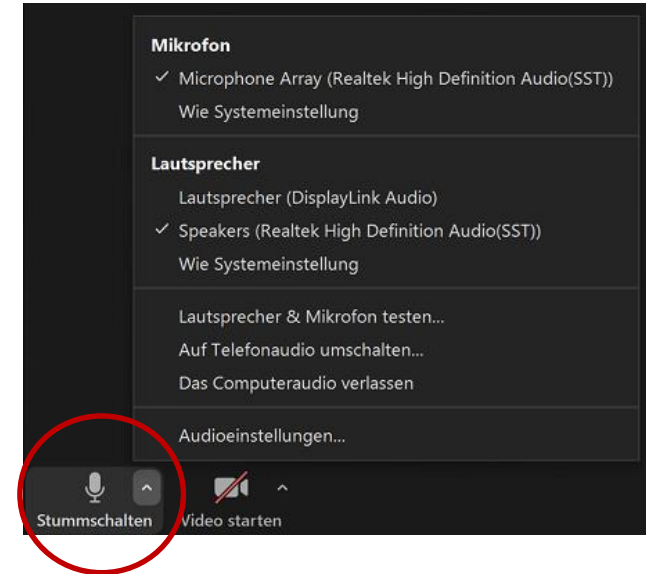 Mikrofon
Microphone Array (Realtek High Definition Audio(SST))
Wie Systemeinstellung
Lautsprecher
Lautsprecher (DisplayLink Audio)
Speakers (Realtek High Definition Audio(SST))
Wie Systemeinstellung
Lautsprecher & Mikrofon testen...
Auf Telefonaudio umschalten...
Das Computeraudio verlassen
Audioeinstellungen...
Stummschalten Video starten